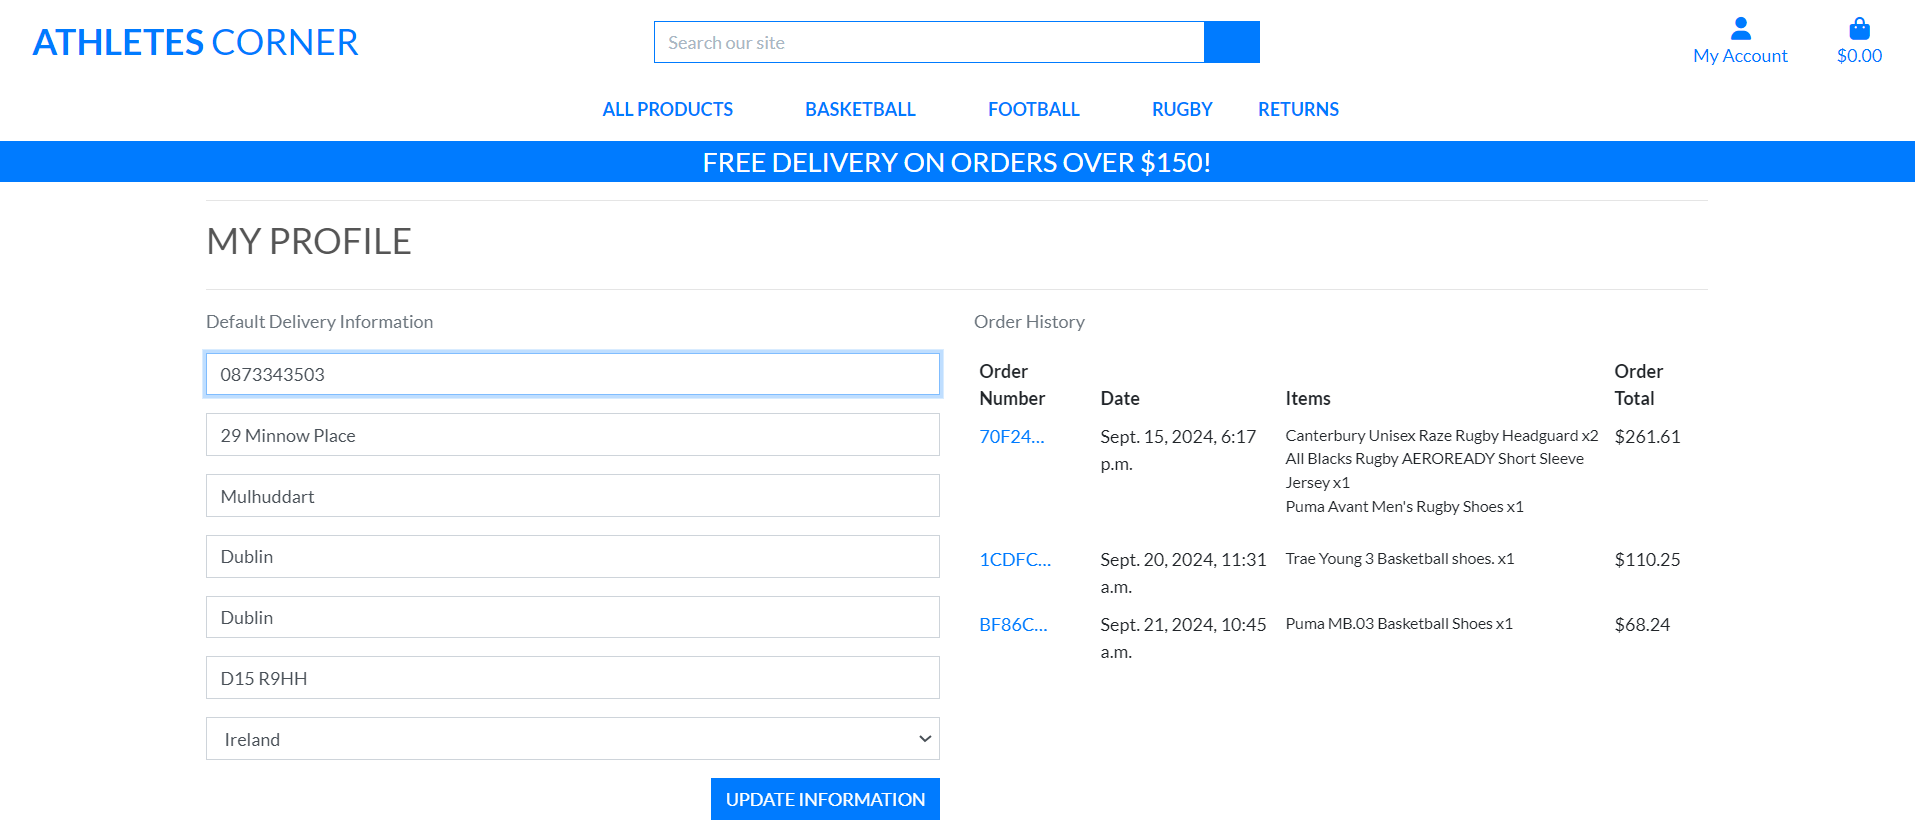 ATHLETES CORNER
Search our site
My Account
$0.00
ALL PRODUCTS
BASKETBALL
FOOTBALL
RUGBY
RETURNS
FREE DELIVERY ON ORDERS OVER $150!
MY PROFILE
Default Delivery Information
0873343503
29 Minnow Place
Mulhuddart
Dublin
Dublin
D15 R9HH
Ireland
UPDATE INFORMATION
Order History
Order
Number
Date
Items
Order
Total
70F24...
Sept. 15, 2024, 6:17
p.m.
Canterbury Unisex Raze Rugby Headguard x2
All Blacks Rugby AEROREADY Short Sleeve
Jersey x1
Puma Avant Men's Rugby Shoes x1
$261.61
1CDFC...
Sept. 20, 2024, 11:31
a.m.
Trae Young 3 Basketball shoes. x1
$110.25
BF86C...
Sept. 21, 2024, 10:45
a.m.
Puma MB.03 Basketball Shoes x1
$68.24